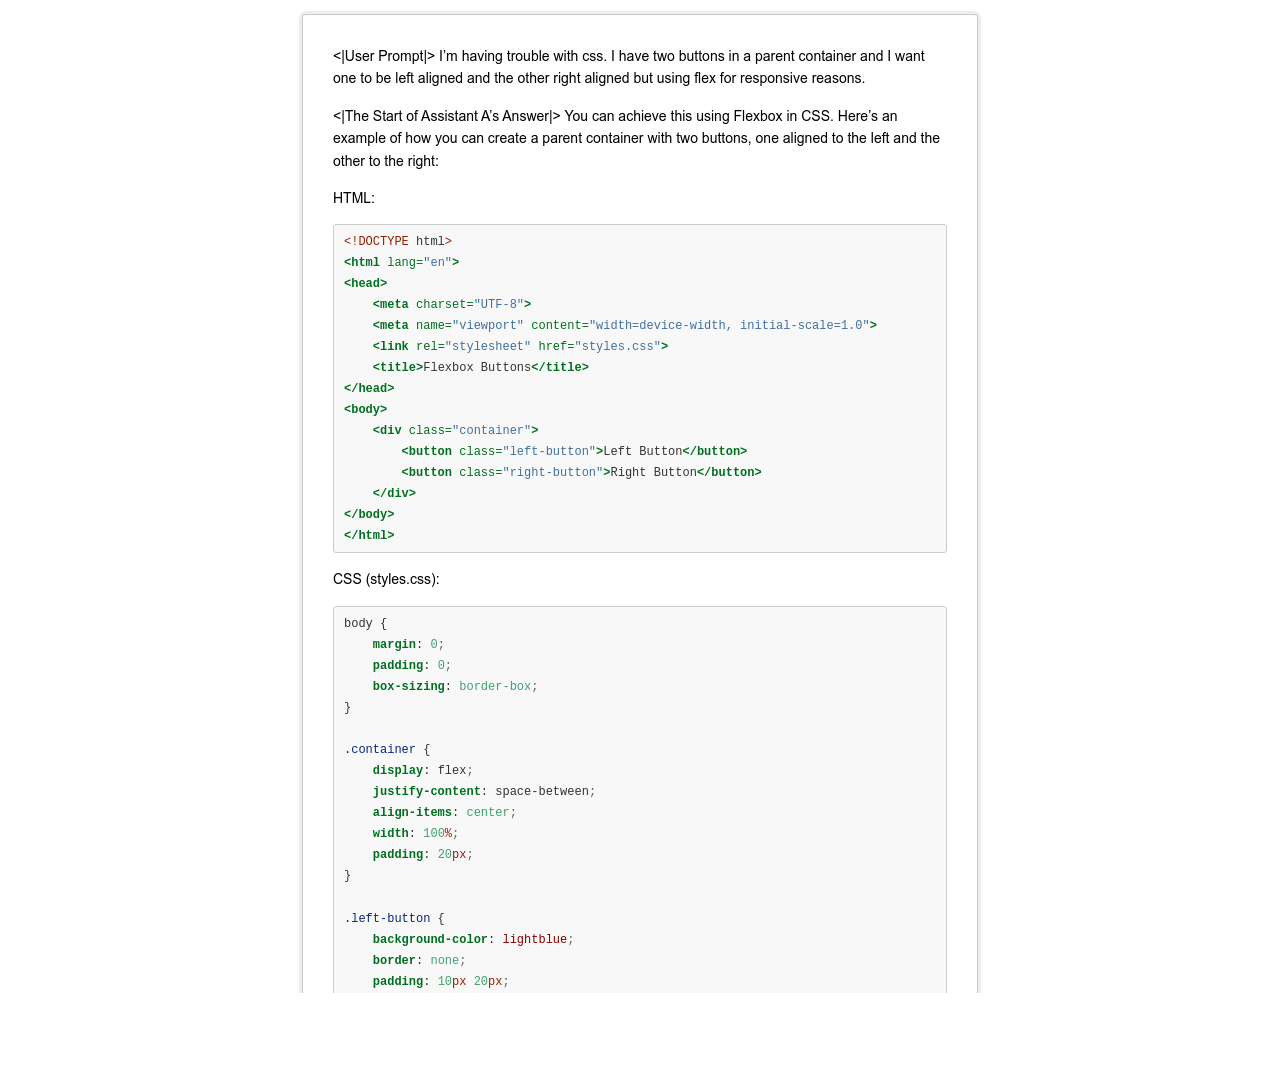 <|User Prompt|> I’m having trouble with css. I have two buttons in a parent container and I want
one to be left aligned and the other right aligned but using flex for responsive reasons.
<|The Start of Assistant A’s Answer|> You can achieve this using Flexbox in CSS. Here’s an
example of how you can create a parent container with two buttons, one aligned to the left and the
other to the right:
HTML:
<!DOCTYPE html>
<html lang="en">
<head>
    <meta charset="UTF-8">
    <meta name="viewport" content="width=device-width, initial-scale=1.0">
    <link rel="stylesheet" href="styles.css">
    <title>Flexbox Buttons</title>
</head>
<body>
    <div class="container">
        <button class="left-button">Left Button</button>
        <button class="right-button">Right Button</button>
    </div>
</body>
</html>
CSS (styles.css):
body {
    margin: 0;
    padding: 0;
    box-sizing: border-box;
}
.container {
    display: flex;
    justify-content: space-between;
    align-items: center;
    width: 100%;
    padding: 20px;
}
.left-button {
    background-color: lightblue;
    border: none;
    padding: 10px 20px;